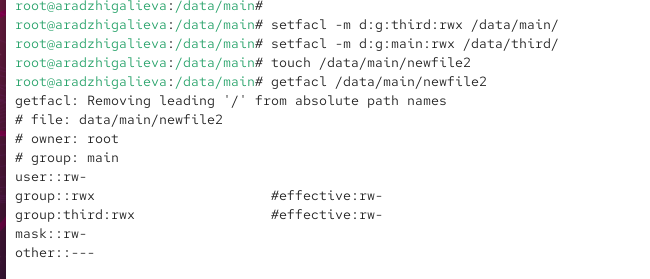 root@aradzhigalieva:/data/main#
root@aradzhigalieva:/data/main# setfacl -m d:g:third:rwx /data/main/
root@aradzhigalieva:/data/main# setfacl -m d:g:main:rwx /data/third/
root@aradzhigalieva:/data/main# touch /data/main/newfile2
root@aradzhigalieva:/data/main# getfacl /data/main/newfile2
getfacl: Removing leading '/' from absolute path names
# file: data/main/newfile2
# owner: root
# group: main
user::rw-
group::rwx #effective:rw-
group:third:rwx #effective:rw-
mask::rw-
other::---